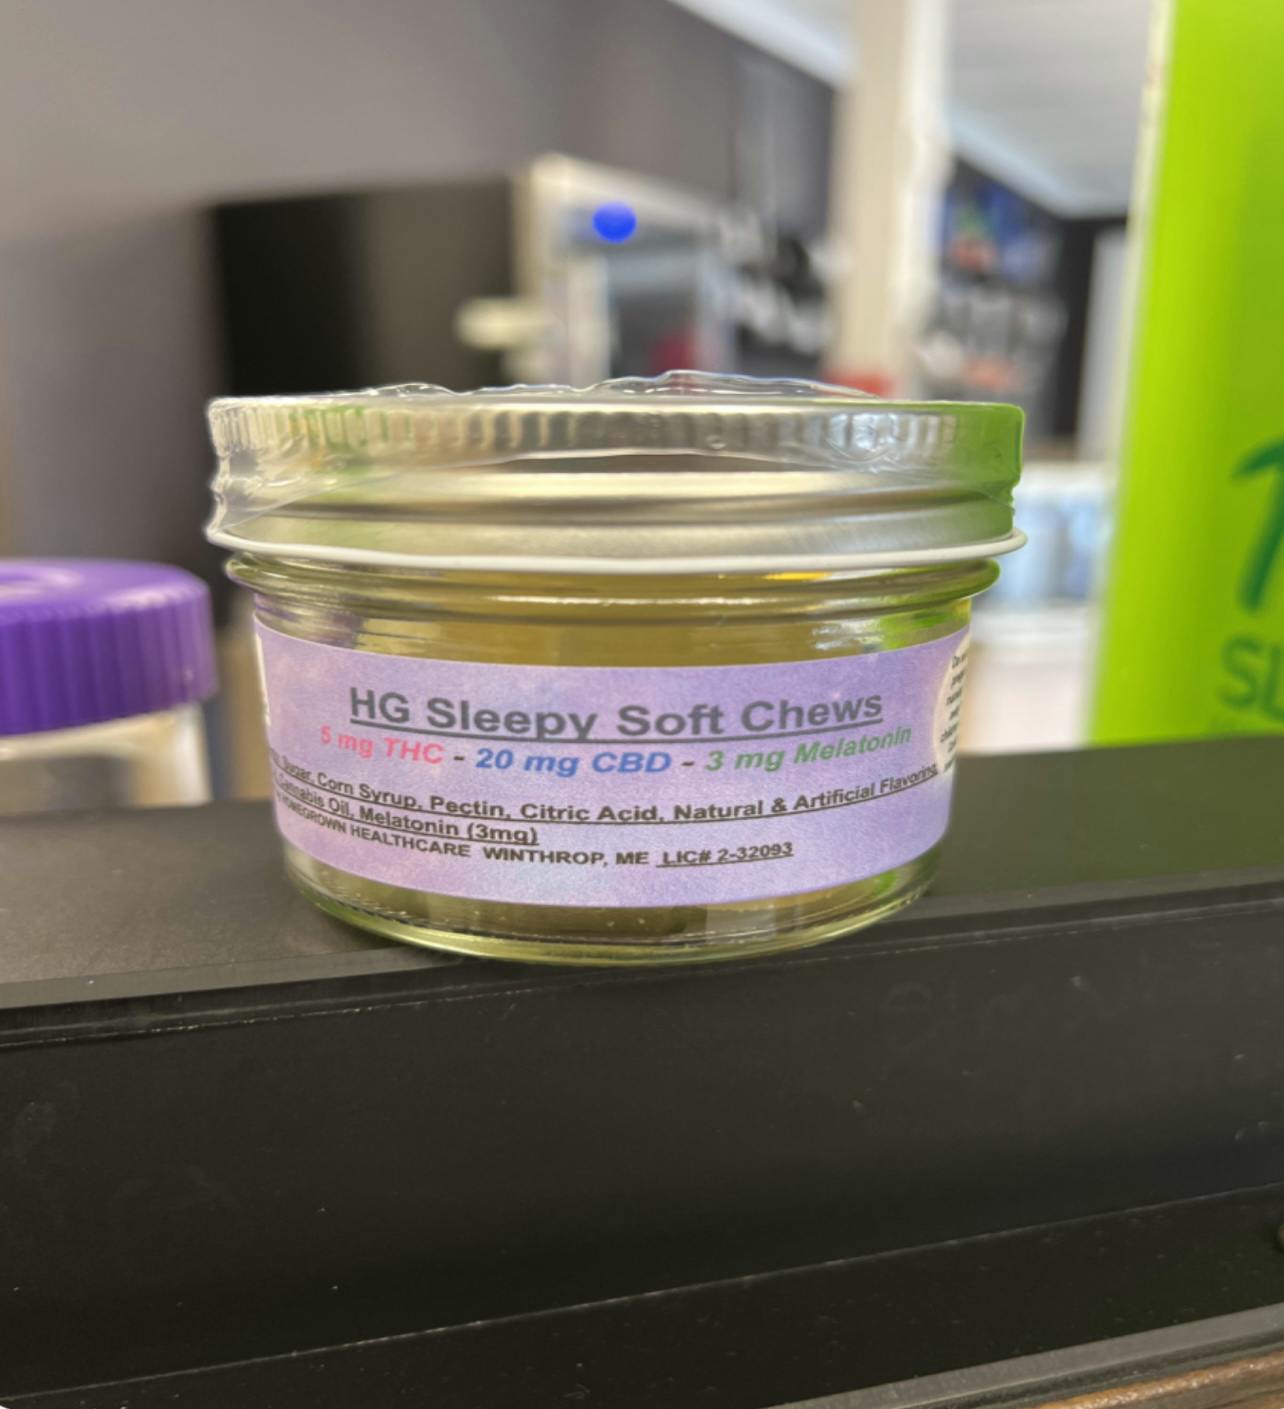 HG Sleepy Soft Chews
5 mg THC - 20 mg CBD - 3 mg Melatonin
Sugar, Corn Syrup, Pectin, Citric Acid, Natural & Artificial Flavoring,
Cannabis Oil, Melatonin (3mg)
HOMEGROWN HEALTHCARE WINTHROP, ME LIC# 2-32093